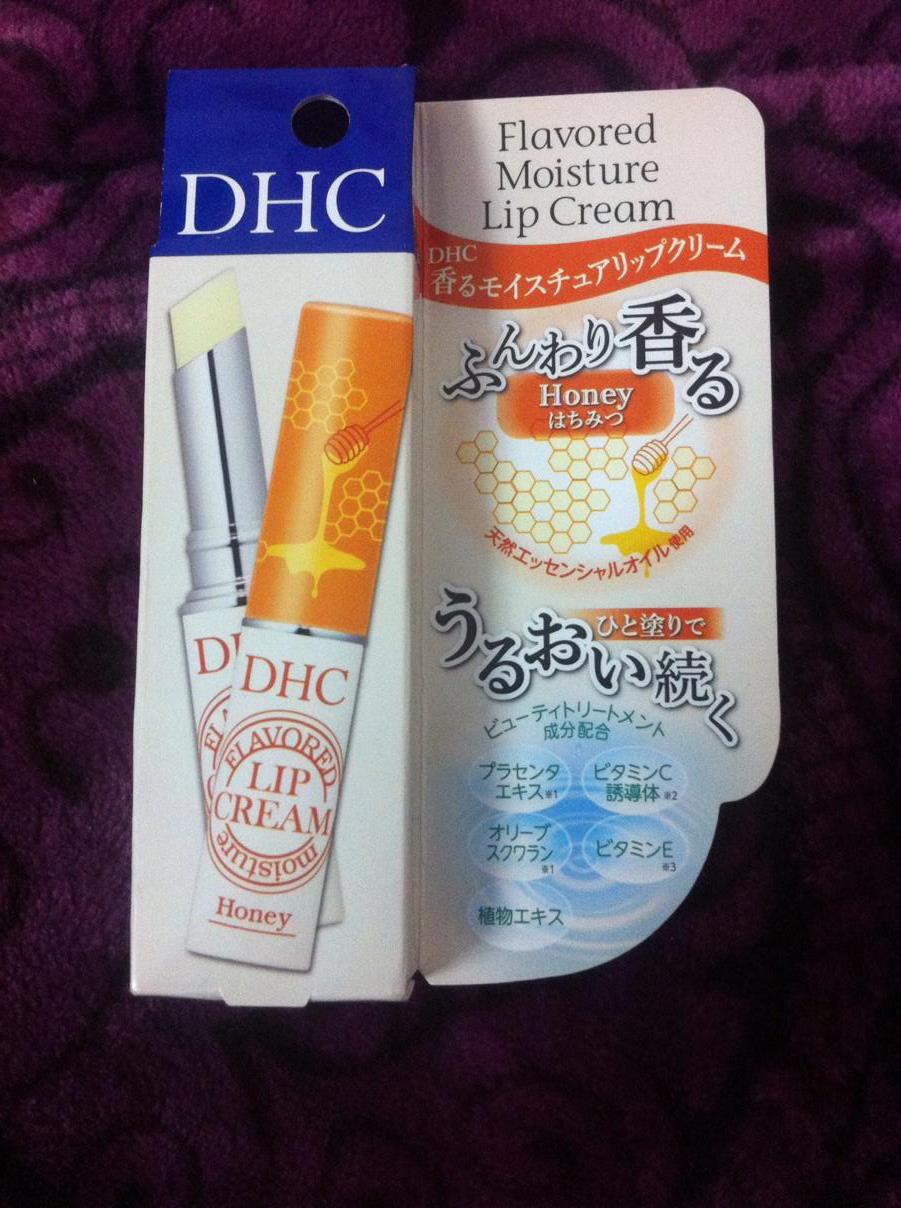 DHC
DHC
FLAVORED
LIP
CREAM
moisture
Honey
Flavored
Moisture
Lip Cream
DHC
香るモイスチュアリップクリーム
ふんわり香る
Honey
はちみつ
天然エッセンシャルオイル使用
ひと塗りで
うるおい続く
ビューティトリートメント
成分配合
プラセンタ
エキス※1
ビタミンC
誘導体※2
オリーブ
スクワラン
※1
ビタミンE
※3
植物エキス